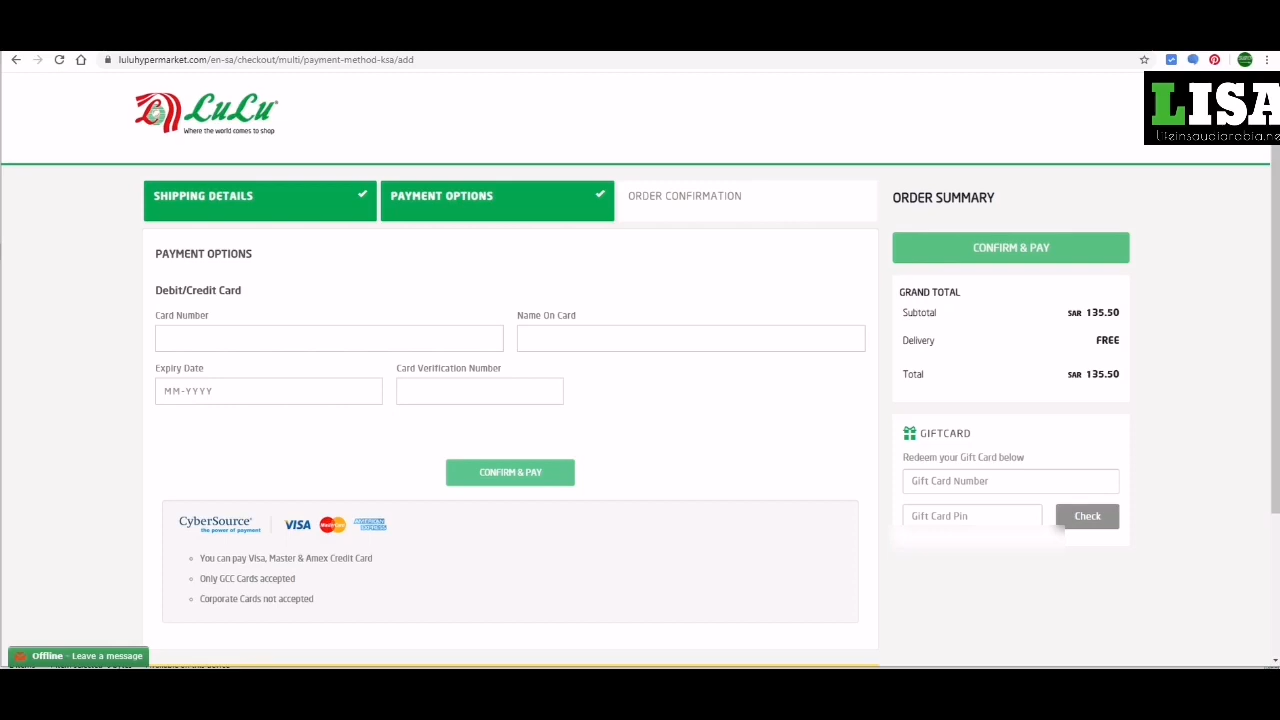 luluhypermarket.com/en-sa/checkout/multi/payment-method-ksa/add
LuLu
Where the world comes to shop
LISA
lifeinsaudiarabia.ne
SHIPPING DETAILS
PAYMENT OPTIONS
ORDER CONFIRMATION
PAYMENT OPTIONS
Debit/Credit Card
Card Number
Name On Card
Expiry Date
Card Verification Number
MM-YYYY
CONFIRM & PAY
CyberSource
the power of payment
VISA
MasterCard
AMERICAN EXPRESS
You can pay Visa, Master & Amex Credit Card
Only GCC Cards accepted
Corporate Cards not accepted
ORDER SUMMARY
CONFIRM & PAY
GRAND TOTAL
Subtotal SAR 135.50
Delivery FREE
Total SAR 135.50
GIFTCARD
Redeem your Gift Card below
Gift Card Number
Gift Card Pin
Check
Offline - Leave a message